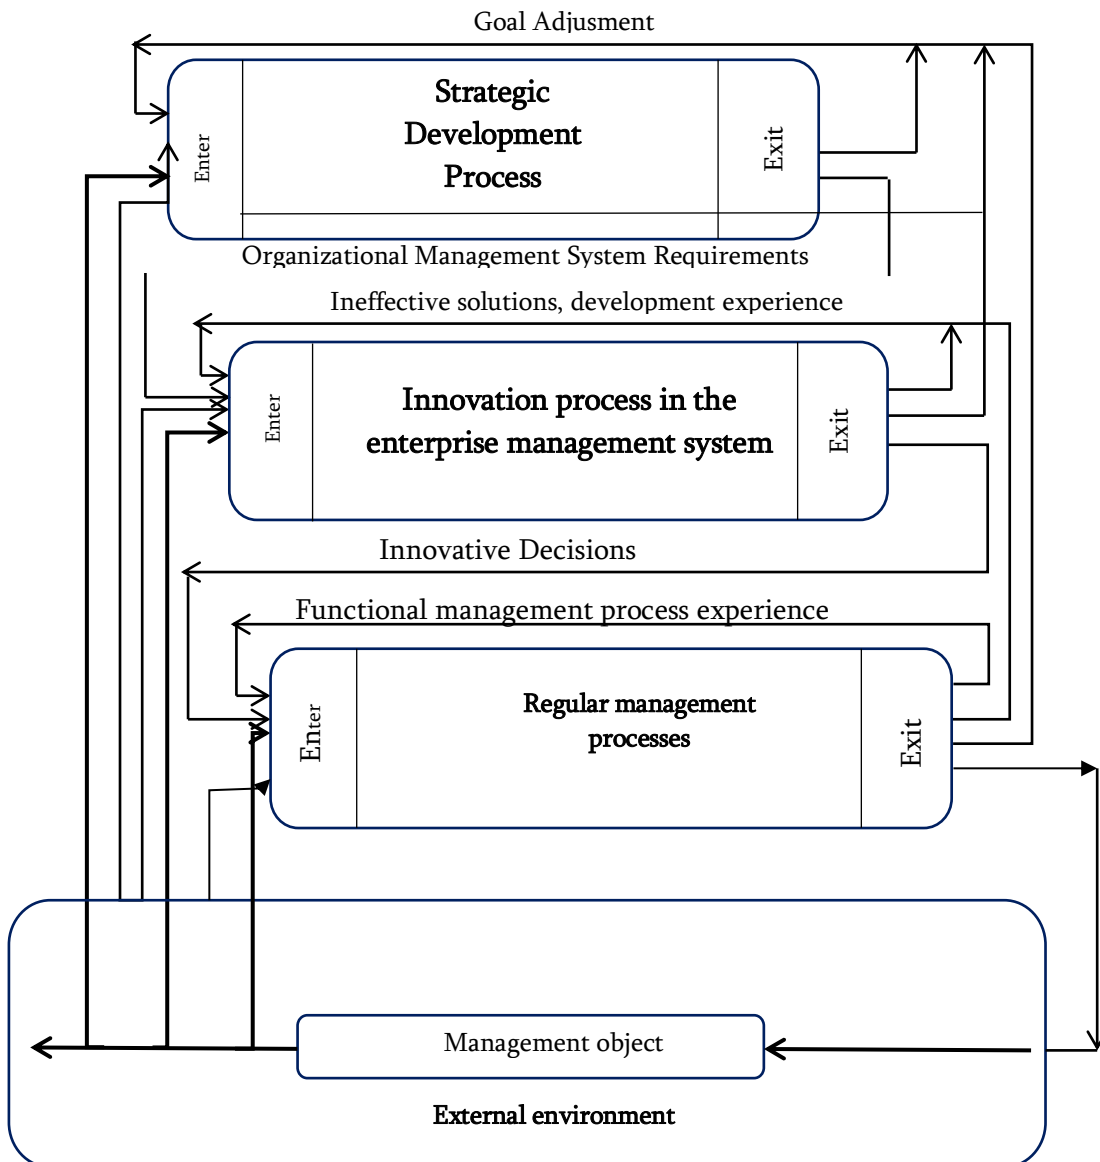 Goal Adjusment
Strategic
Development
Process
Enter
Exit
Organizational Management System Requirements
Ineffective solutions, development experience
Innovation process in the
enterprise management system
Enter
Exit
Innovative Decisions
Functional management process experience
Regular management
processes
Enter
Exit
Management object
External environment